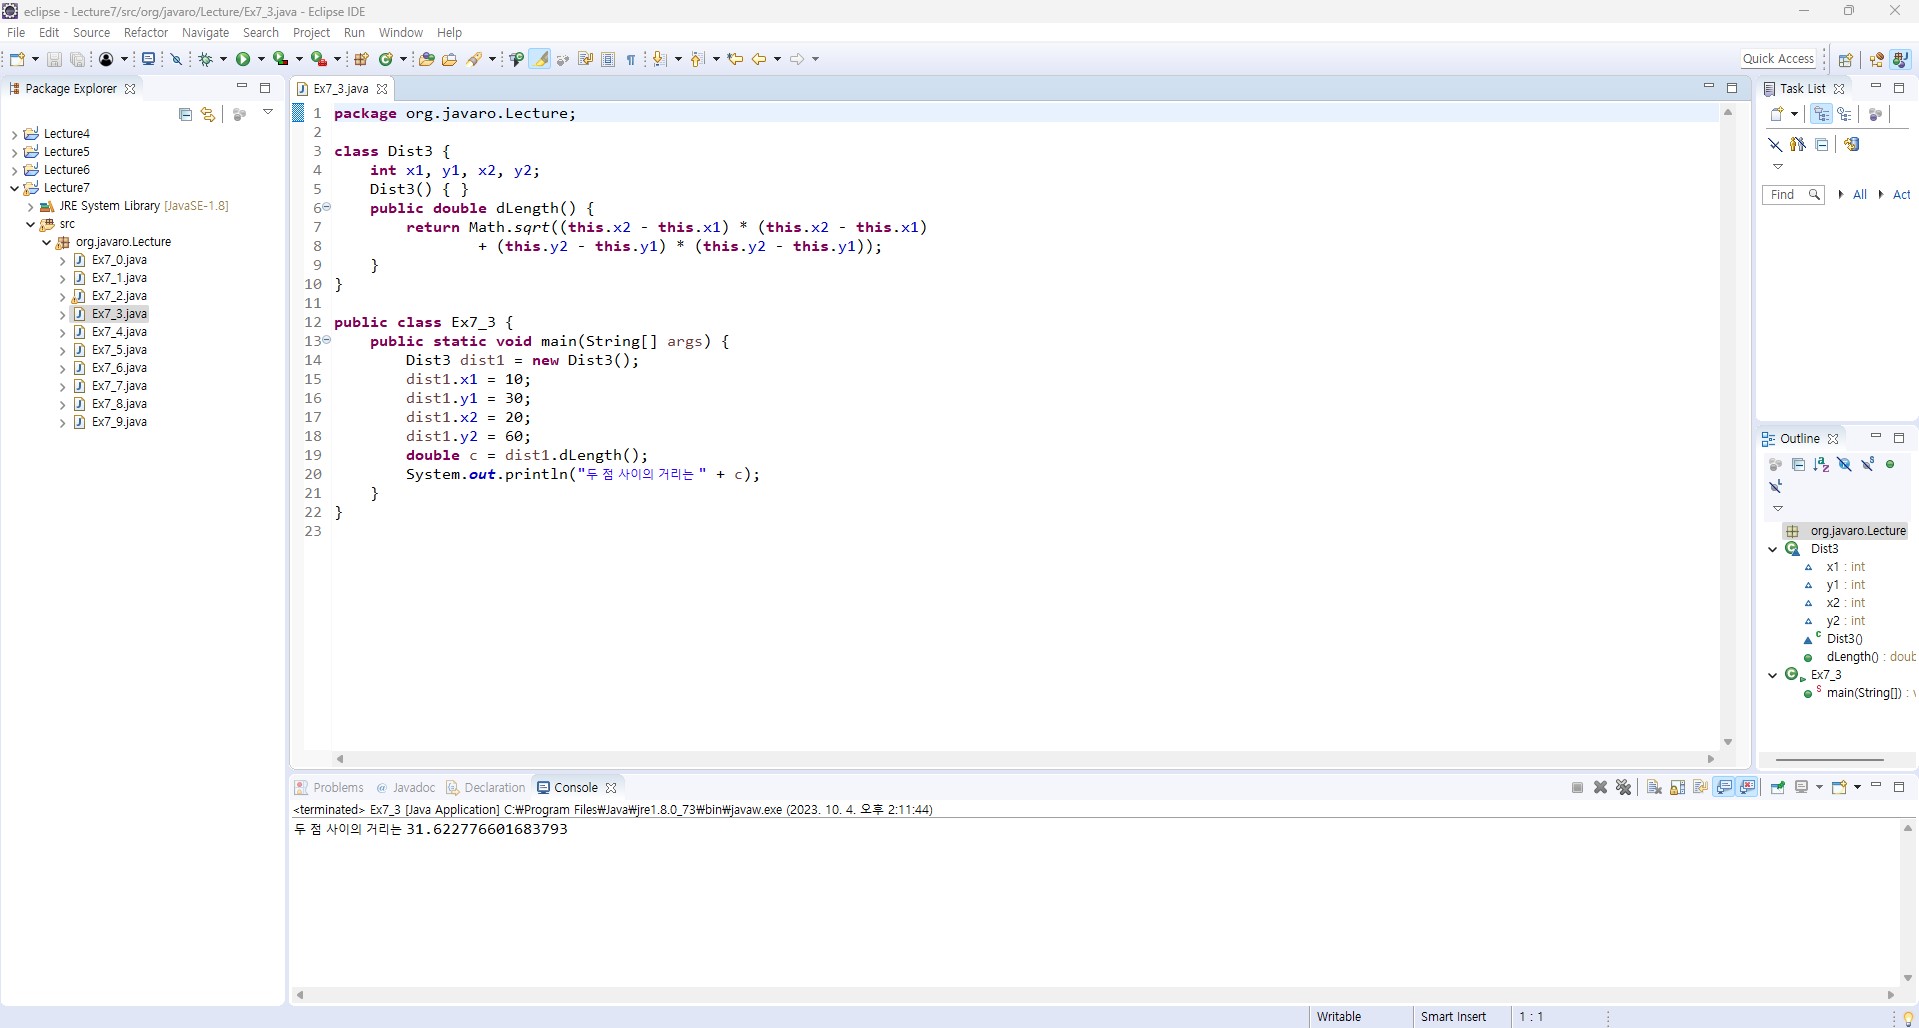 eclipse - Lecture7/src/org/javaro/Lecture/Ex7_3.java - Eclipse IDE
File Edit Source Refactor Navigate Search Project Run Window Help
Quick Access
Package Explorer
Lecture4
Lecture5
Lecture6
Lecture7
JRE System Library [JavaSE-1.8]
src
org.javaro.Lecture
Ex7_0.java
Ex7_1.java
Ex7_2.java
Ex7_3.java
Ex7_4.java
Ex7_5.java
Ex7_6.java
Ex7_7.java
Ex7_8.java
Ex7_9.java
Ex7_3.java
1 package org.javaro.Lecture;
2
3 class Dist3 {
4 int x1, y1, x2, y2;
5 Dist3() { }
6 public double dLength() {
7 return Math.sqrt((this.x2 - this.x1) * (this.x2 - this.x1)
8 + (this.y2 - this.y1) * (this.y2 - this.y1));
9 }
10 }
11
12 public class Ex7_3 {
13 public static void main(String[] args) {
14 Dist3 dist1 = new Dist3();
15 dist1.x1 = 10;
16 dist1.y1 = 30;
17 dist1.x2 = 20;
18 dist1.y2 = 60;
19 double c = dist1.dLength();
20 System.out.println("두 점 사이의 거리는 " + c);
21 }
22 }
23
Task List
Find All Act
Outline
org.javaro.Lecture
Dist3
x1 : int
y1 : int
x2 : int
y2 : int
Dist3()
dLength() : doub
Ex7_3
main(String[]) : v
Problems @ Javadoc Declaration Console
<terminated> Ex7_3 [Java Application] C:₩Program Files₩Java₩jre1.8.0_73₩bin₩javaw.exe (2023. 10. 4. 오후 2:11:44)
두 점 사이의 거리는 31.622776601683793
Writable Smart Insert 1 : 1